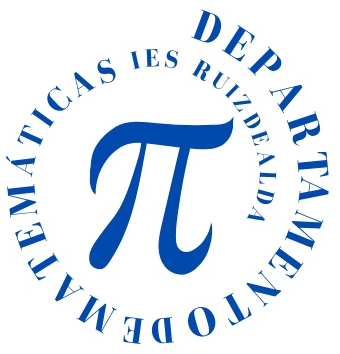 DEPARTAMENTO DE MATEMÁTICAS IES RUIZ DE ALDA
π